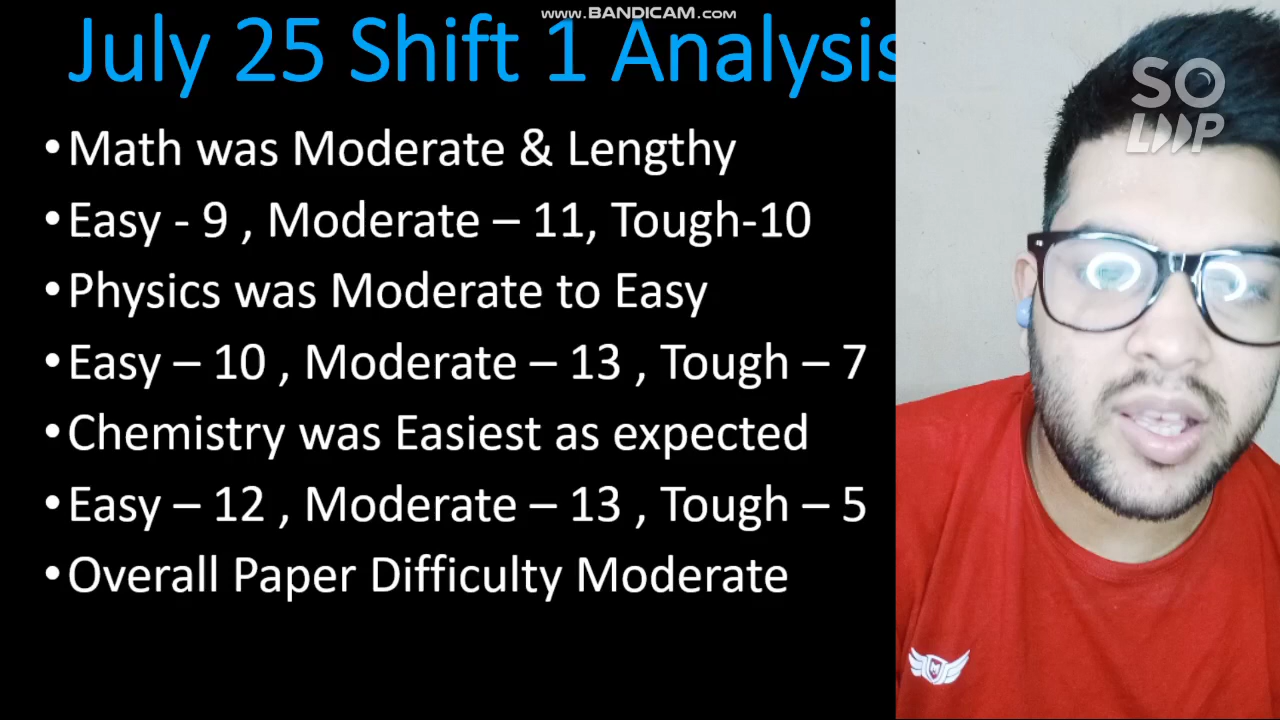 www.BANDICAM.com
July 25 Shift 1 Analysis
SO
LOOP
•Math was Moderate & Lengthy
•Easy - 9 , Moderate – 11, Tough-10
•Physics was Moderate to Easy
•Easy – 10 , Moderate – 13 , Tough – 7
•Chemistry was Easiest as expected
•Easy – 12 , Moderate – 13 , Tough – 5
•Overall Paper Difficulty Moderate